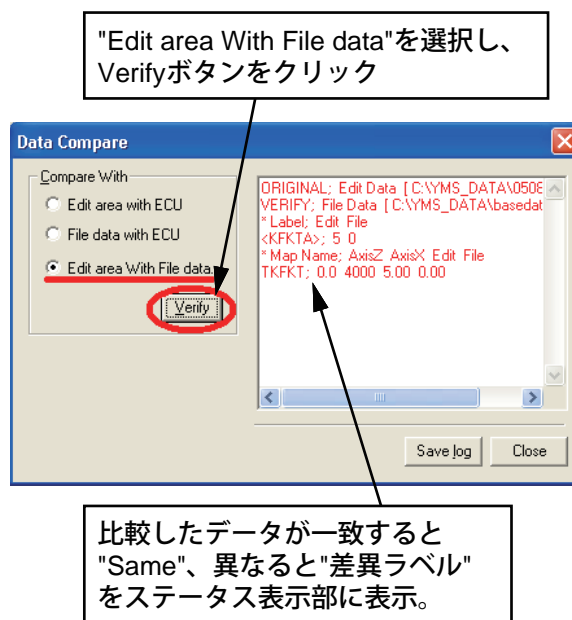 "Edit area With File data"を選択し、
Verifyボタンをクリック
Data Compare
Compare With
Edit area with ECU
File data with ECU
Edit area With File data
Verify
ORIGINAL; Edit Data [ C:\YMS_DATA\0508
VERIFY; File Data [ C:\YMS_DATA\basedat
* Label; Edit File
<KFKTA>; 5 0
* Map Name; AxisZ AxisX Edit File
TKFKT; 0.0 4000 5.00 0.00
Save log
Close
比較したデータが一致すると
"Same"、異なると"差異ラベル"
をステータス表示部に表示。